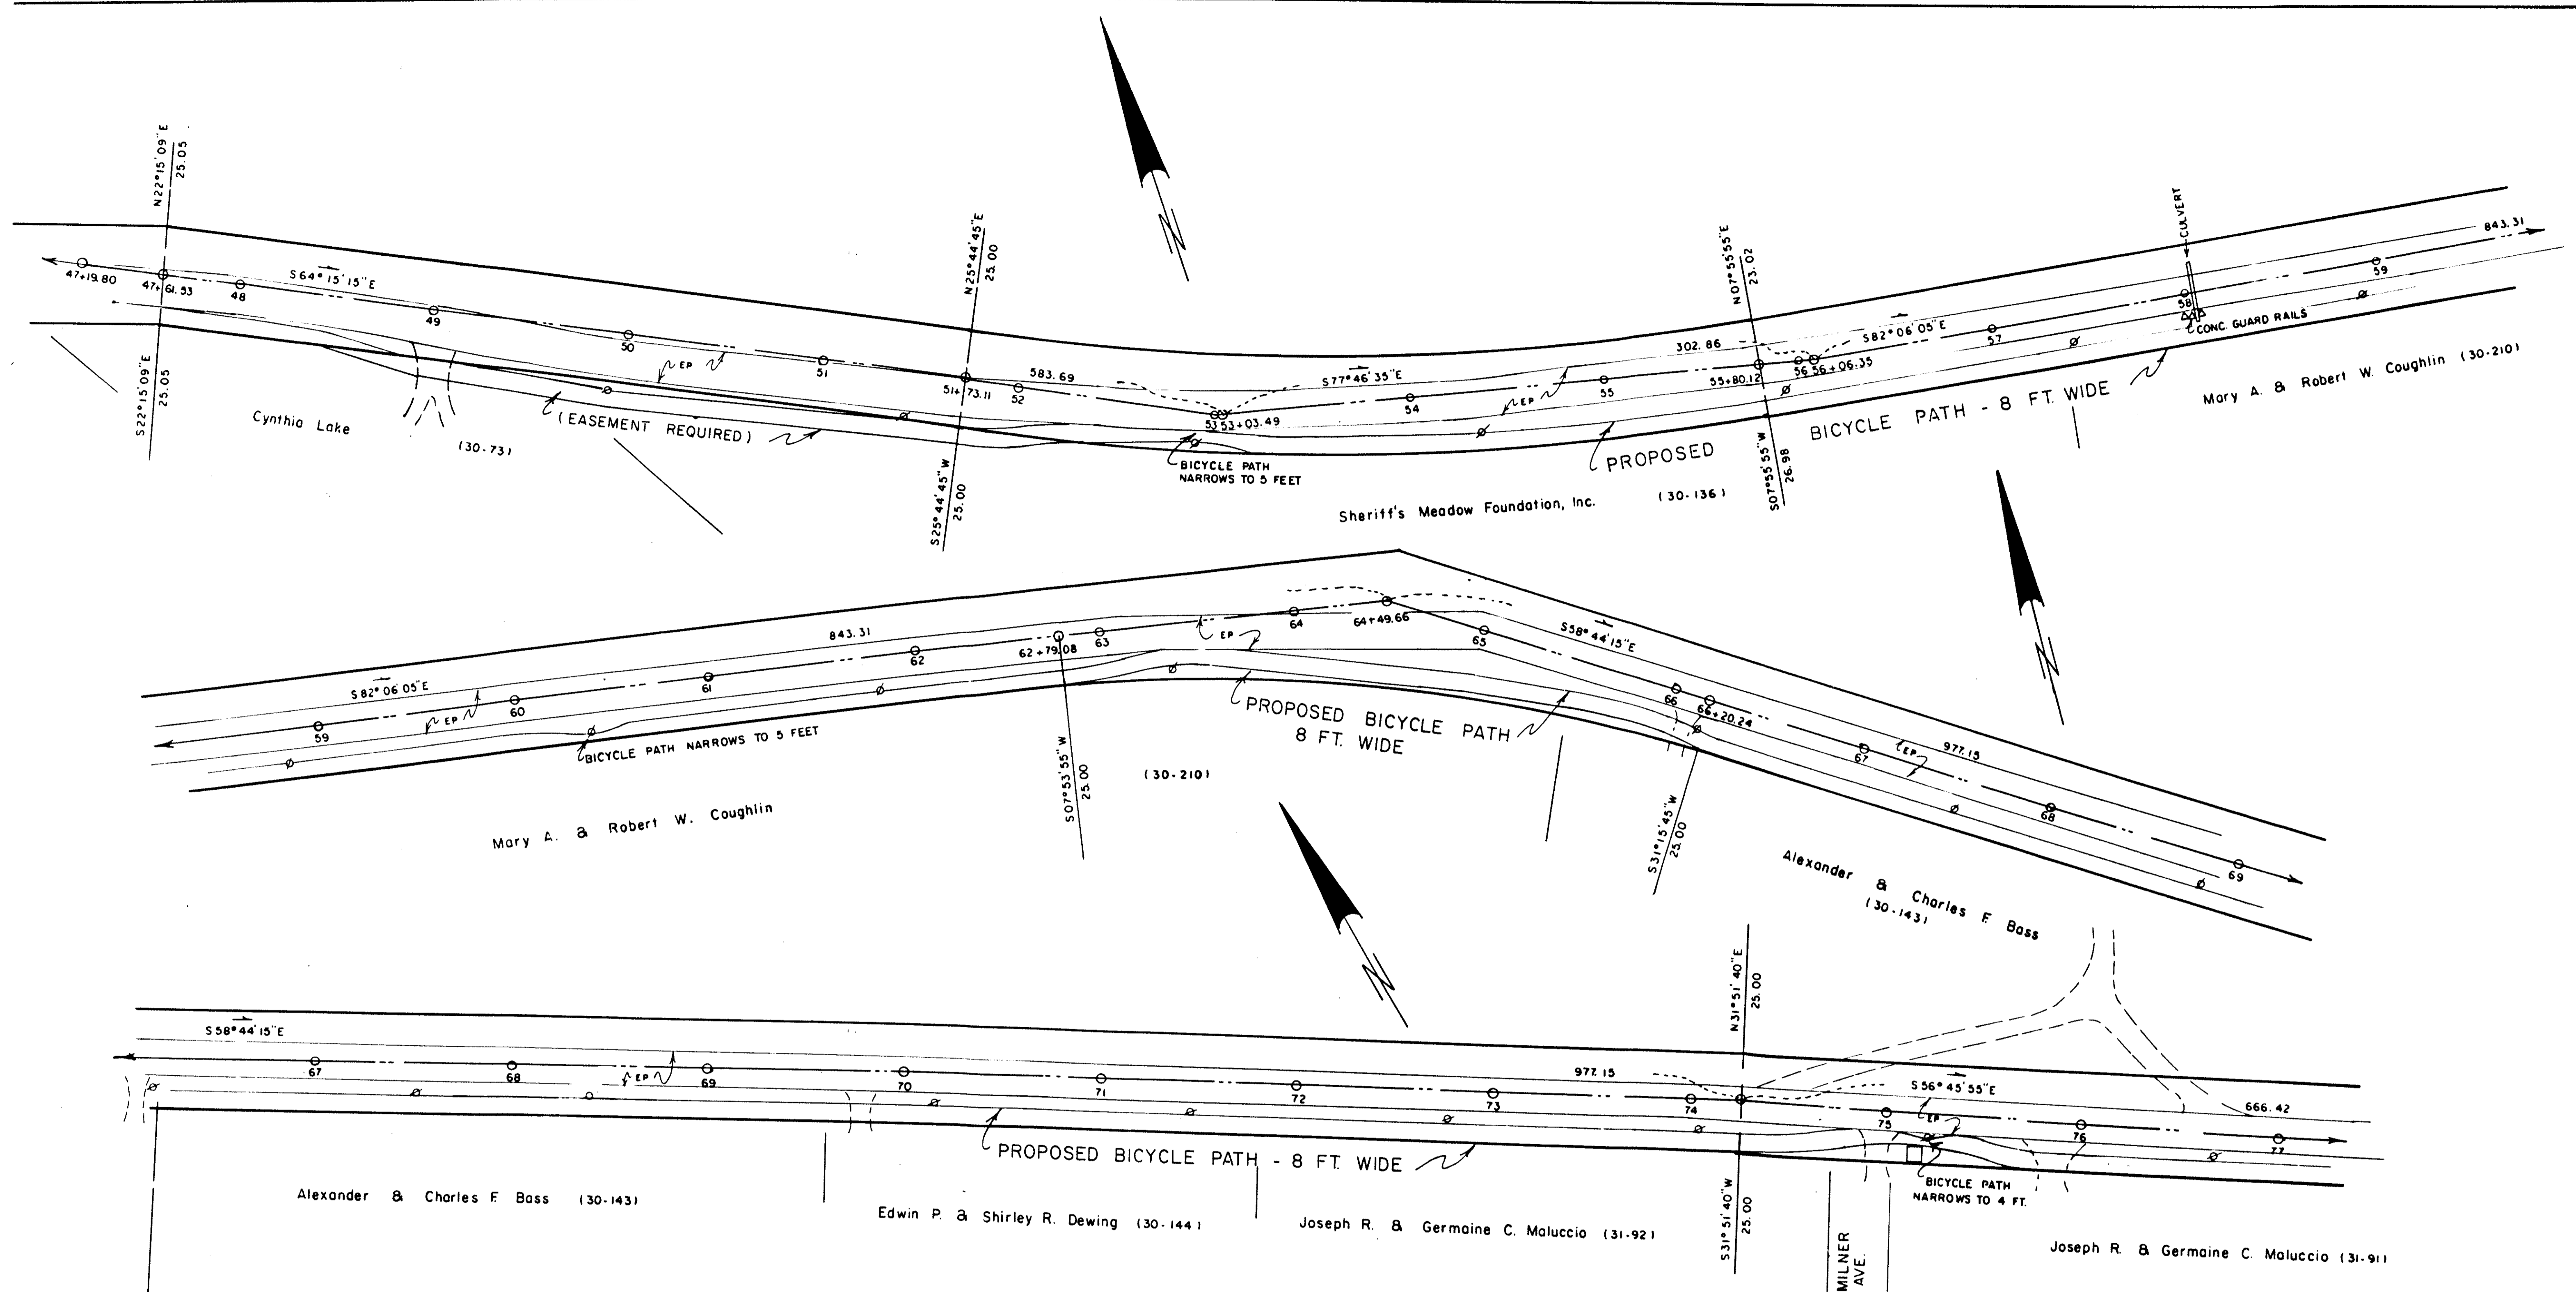 N22°15'09"E
25.05
N25°44'45"E
25.00
N07°55'55"E
23.02
CULVERT
843.31
47+19.80
47+61.53
48
S64°15'15"E
49
50
EP
51
51+73.11
52
583.69
53
53+03.49
S77°46'35"E
54
EP
55
302.86
55+80.12
56
56+06.35
S82°06'05"E
57
58
59
CONC. GUARD RAILS
S22°15'09"E
25.05
Cynthia Lake
(30-73)
(EASEMENT REQUIRED)
S25°44'45"W
25.00
BICYCLE PATH
NARROWS TO 5 FEET
PROPOSED BICYCLE PATH - 8 FT. WIDE
S07°55'55"W
26.98
Sheriff's Meadow Foundation, Inc. (30-136)
Mary A. & Robert W. Coughlin (30-210)
S82°06'05"E
843.31
59
EP
60
61
62
62+79.08
63
EP
64
64+49.66
65
S58°44'15"E
66
66+20.24
67
EP
977.15
68
69
BICYCLE PATH NARROWS TO 5 FEET
PROPOSED BICYCLE PATH
8 FT. WIDE
S07°53'55"W
25.00
(30-210)
Mary A. & Robert W. Coughlin
S31°15'45"W
25.00
Alexander & Charles F. Bass
(30-143)
N31°51'40"E
25.00
S58°44'15"E
67
68
EP
69
70
71
72
73
977.15
74
S56°45'55"E
75
EP
76
77
666.42
PROPOSED BICYCLE PATH - 8 FT. WIDE
BICYCLE PATH
NARROWS TO 4 FT.
Alexander & Charles F. Bass (30-143)
Edwin P. & Shirley R. Dewing (30-144)
Joseph R. & Germaine C. Maluccio (31-92)
S31°51'40"W
25.00
MILNER
AVE.
Joseph R. & Germaine C. Maluccio (31-91)